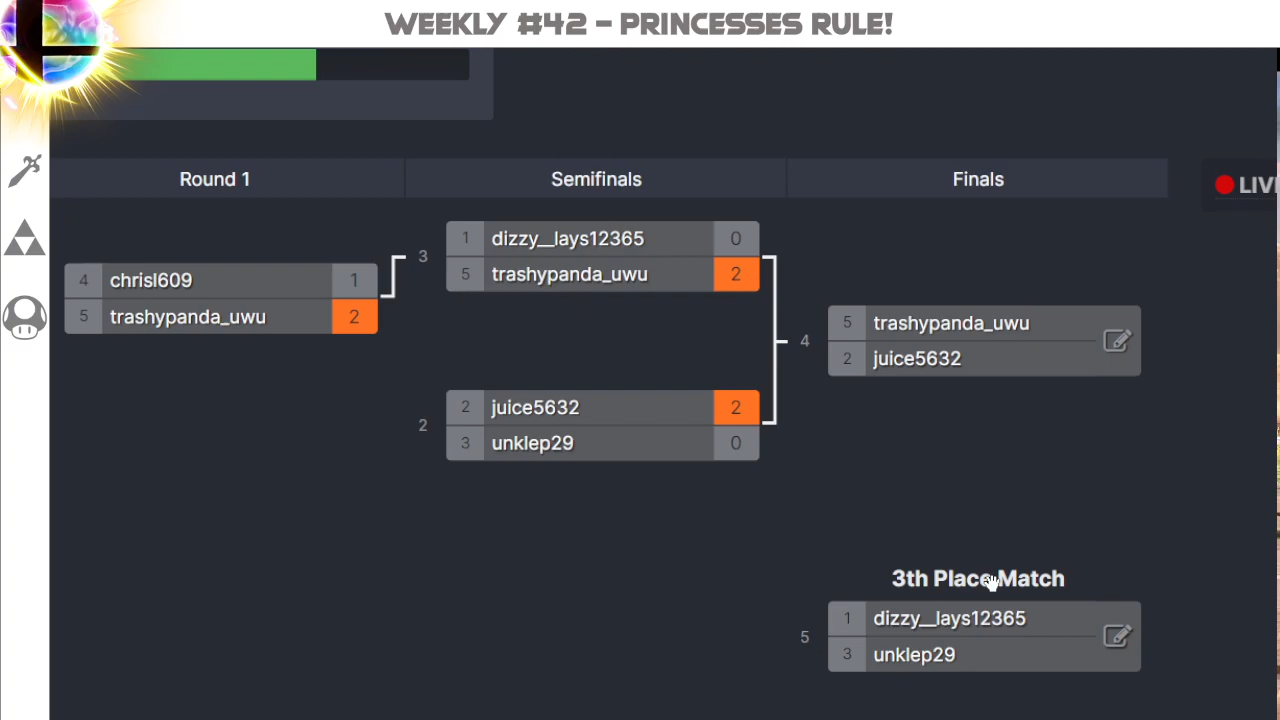 WEEKLY #42 – PRINCESSES RULE!
Round 1
Semifinals
Finals
LIVE
4 chrisl609 1
5 trashypanda_uwu 2
3
1 dizzy__lays12365 0
5 trashypanda_uwu 2
2
2 juice5632 2
3 unklep29 0
4
5 trashypanda_uwu
2 juice5632
3th Place Match
5
1 dizzy__lays12365
3 unklep29